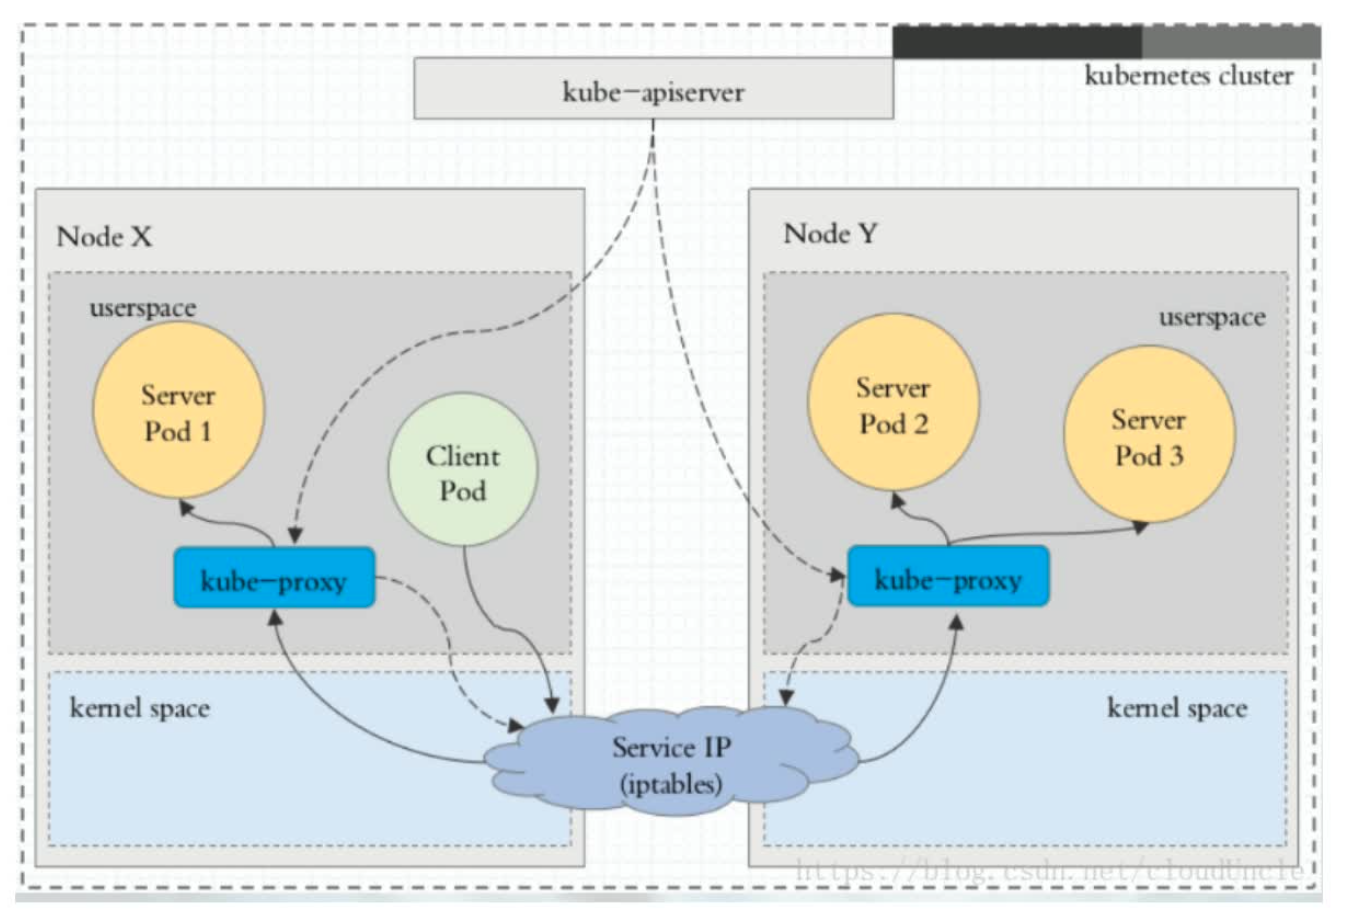 kubernetes cluster
kube-apiserver
Node X
userspace
Server
Pod 1
Client
Pod
kube-proxy
kernel space
Node Y
userspace
Server
Pod 2
Server
Pod 3
kube-proxy
kernel space
Service IP
(iptables)
https://blog.csdn.net/cloudUncle